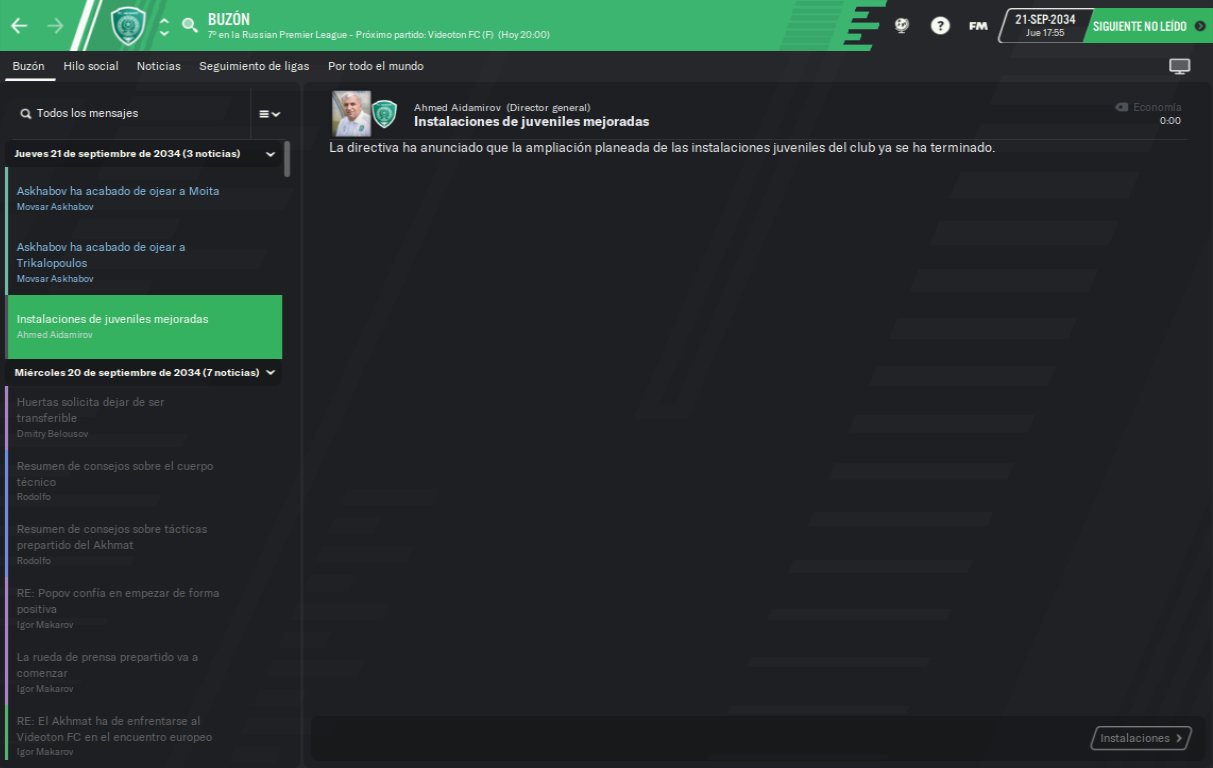 BUZÓN
7º en la Russian Premier League - Próximo partido: Videoton FC (F) (Hoy 20:00)
?
FM
21-SEP-2034
Jue 17:55
SIGUIENTE NO LEÍDO
Buzón
Hilo social
Noticias
Seguimiento de ligas
Por todo el mundo
Todos los mensajes
Jueves 21 de septiembre de 2034 (3 noticias)
Askhabov ha acabado de ojear a Moita
Movsar Askhabov
Askhabov ha acabado de ojear a
Trikalopoulos
Movsar Askhabov
Instalaciones de juveniles mejoradas
Ahmed Aidamirov
Miércoles 20 de septiembre de 2034 (7 noticias)
Huertas solicita dejar de ser
transferible
Dmitry Belousov
Resumen de consejos sobre el cuerpo
técnico
Rodolfo
Resumen de consejos sobre tácticas
prepartido del Akhmat
Rodolfo
RE: Popov confía en empezar de forma
positiva
Igor Makarov
La rueda de prensa prepartido va a
comenzar
Igor Makarov
RE: El Akhmat ha de enfrentarse al
Videoton FC en el encuentro europeo
Igor Makarov
Ahmed Aidamirov (Director general)
Instalaciones de juveniles mejoradas
Economía
0:00
La directiva ha anunciado que la ampliación planeada de las instalaciones juveniles del club ya se ha terminado.
Instalaciones